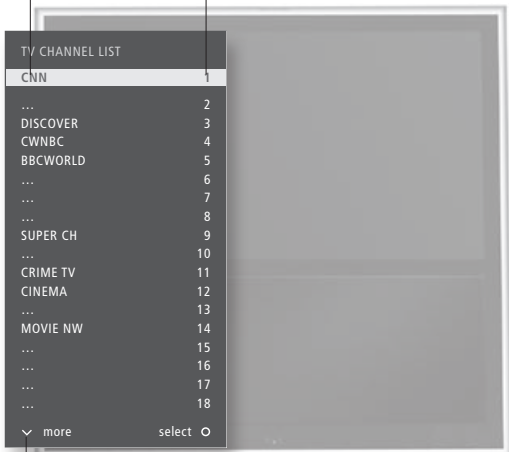 TV CHANNEL LIST
CNN 1
... 2
DISCOVER 3
CWNBC 4
BBCWORLD 5
... 6
... 7
... 8
SUPER CH 9
... 10
CRIME TV 11
CINEMA 12
... 13
MOVIE NW 14
... 15
... 16
... 17
... 18
more select